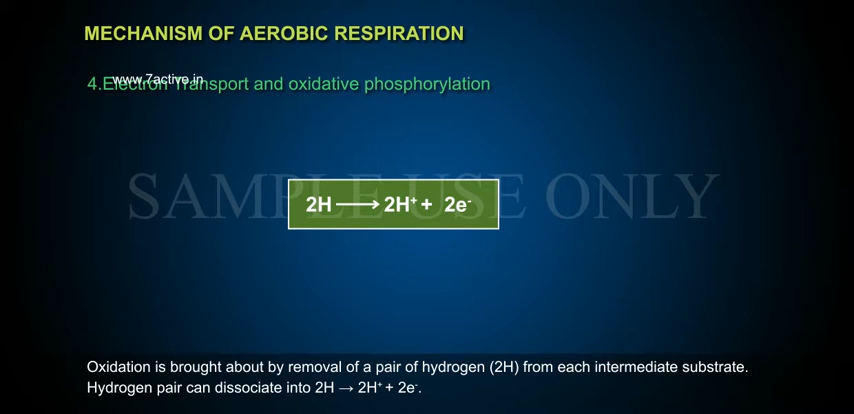 MECHANISM OF AEROBIC RESPIRATION
www.7active.in
4.Electron Transport and oxidative phosphorylation
SAMPLE USE ONLY
2H ⟶ 2H⁺ + 2e⁻
Oxidation is brought about by removal of a pair of hydrogen (2H) from each intermediate substrate.
Hydrogen pair can dissociate into 2H → 2H⁺ + 2e⁻.